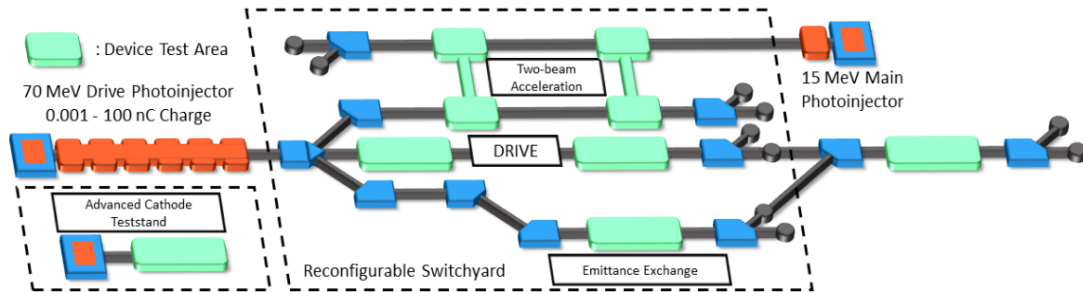 : Device Test Area
70 MeV Drive Photoinjector
0.001 - 100 nC Charge
Two-beam
Acceleration
15 MeV Main
Photoinjector
DRIVE
Advanced Cathode
Teststand
Reconfigurable Switchyard
Emittance Exchange